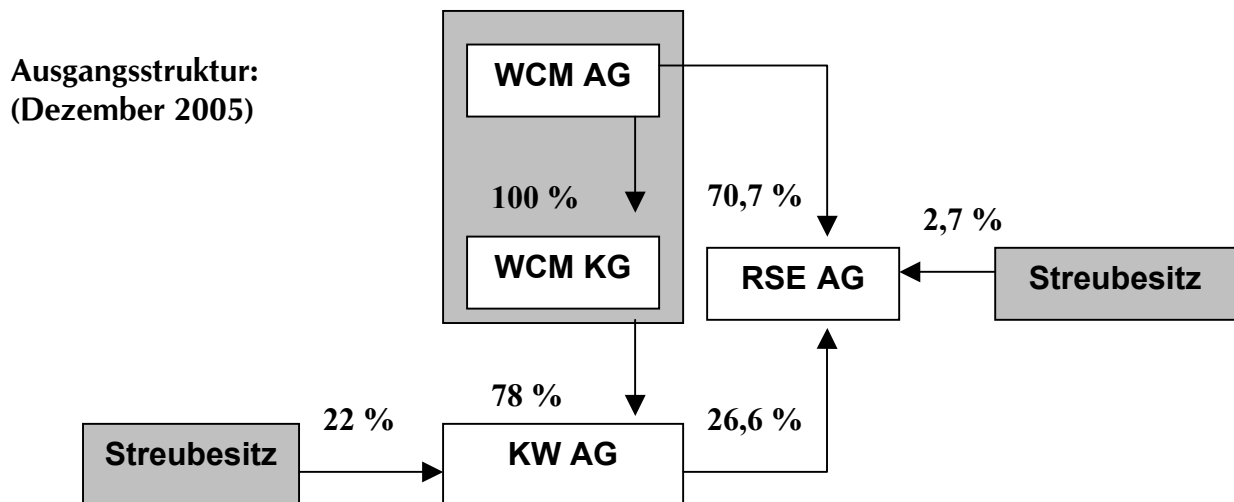 Ausgangsstruktur:
(Dezember 2005)
WCM AG
100 %
70,7 %
2,7 %
WCM KG
RSE AG
Streubesitz
22 %
78 %
26,6 %
Streubesitz
KW AG